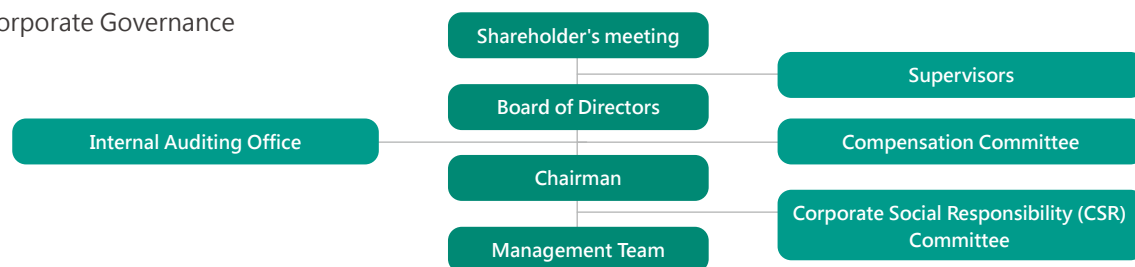 orporate Governance
Shareholder's meeting
Supervisors
Board of Directors
Internal Auditing Office
Compensation Committee
Chairman
Corporate Social Responsibility (CSR)
Committee
Management Team